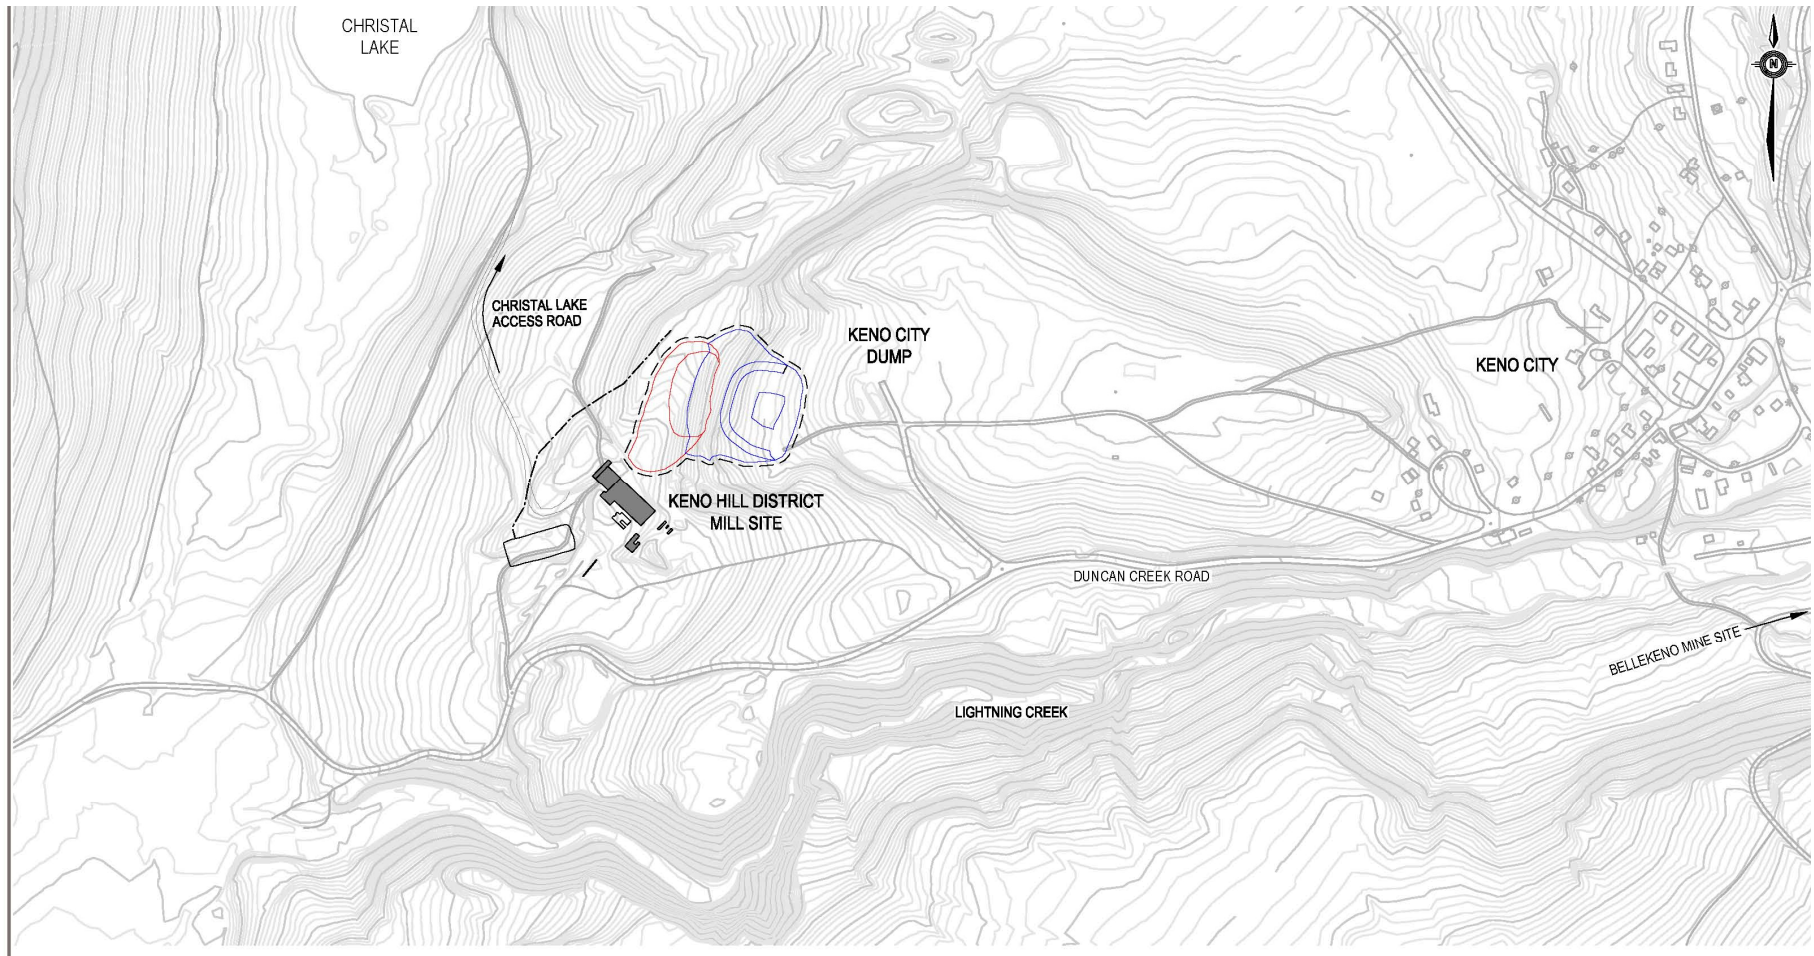 CHRISTAL
LAKE
N
CHRISTAL LAKE
ACCESS ROAD
KENO CITY
DUMP
KENO CITY
KENO HILL DISTRICT
MILL SITE
DUNCAN CREEK ROAD
BELLEKENO MINE SITE
LIGHTNING CREEK